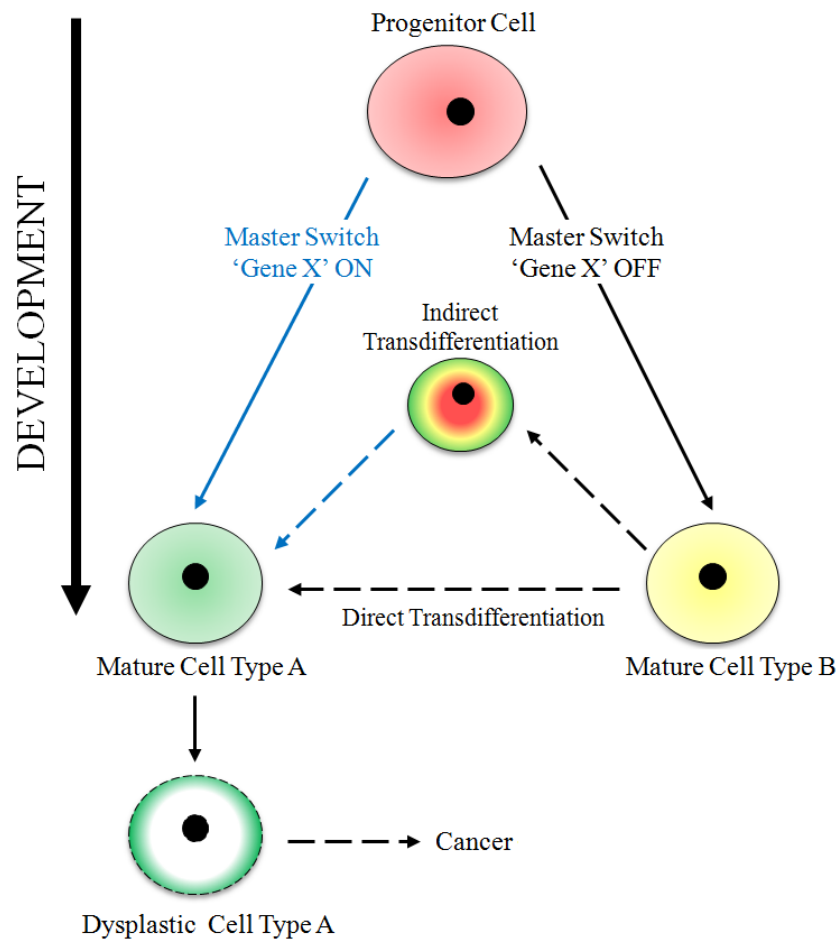 Progenitor Cell
DEVELOPMENT
Master Switch
‘Gene X’ ON
Master Switch
‘Gene X’ OFF
Indirect
Transdifferentiation
Direct Transdifferentiation
Mature Cell Type A
Mature Cell Type B
Cancer
Dysplastic Cell Type A